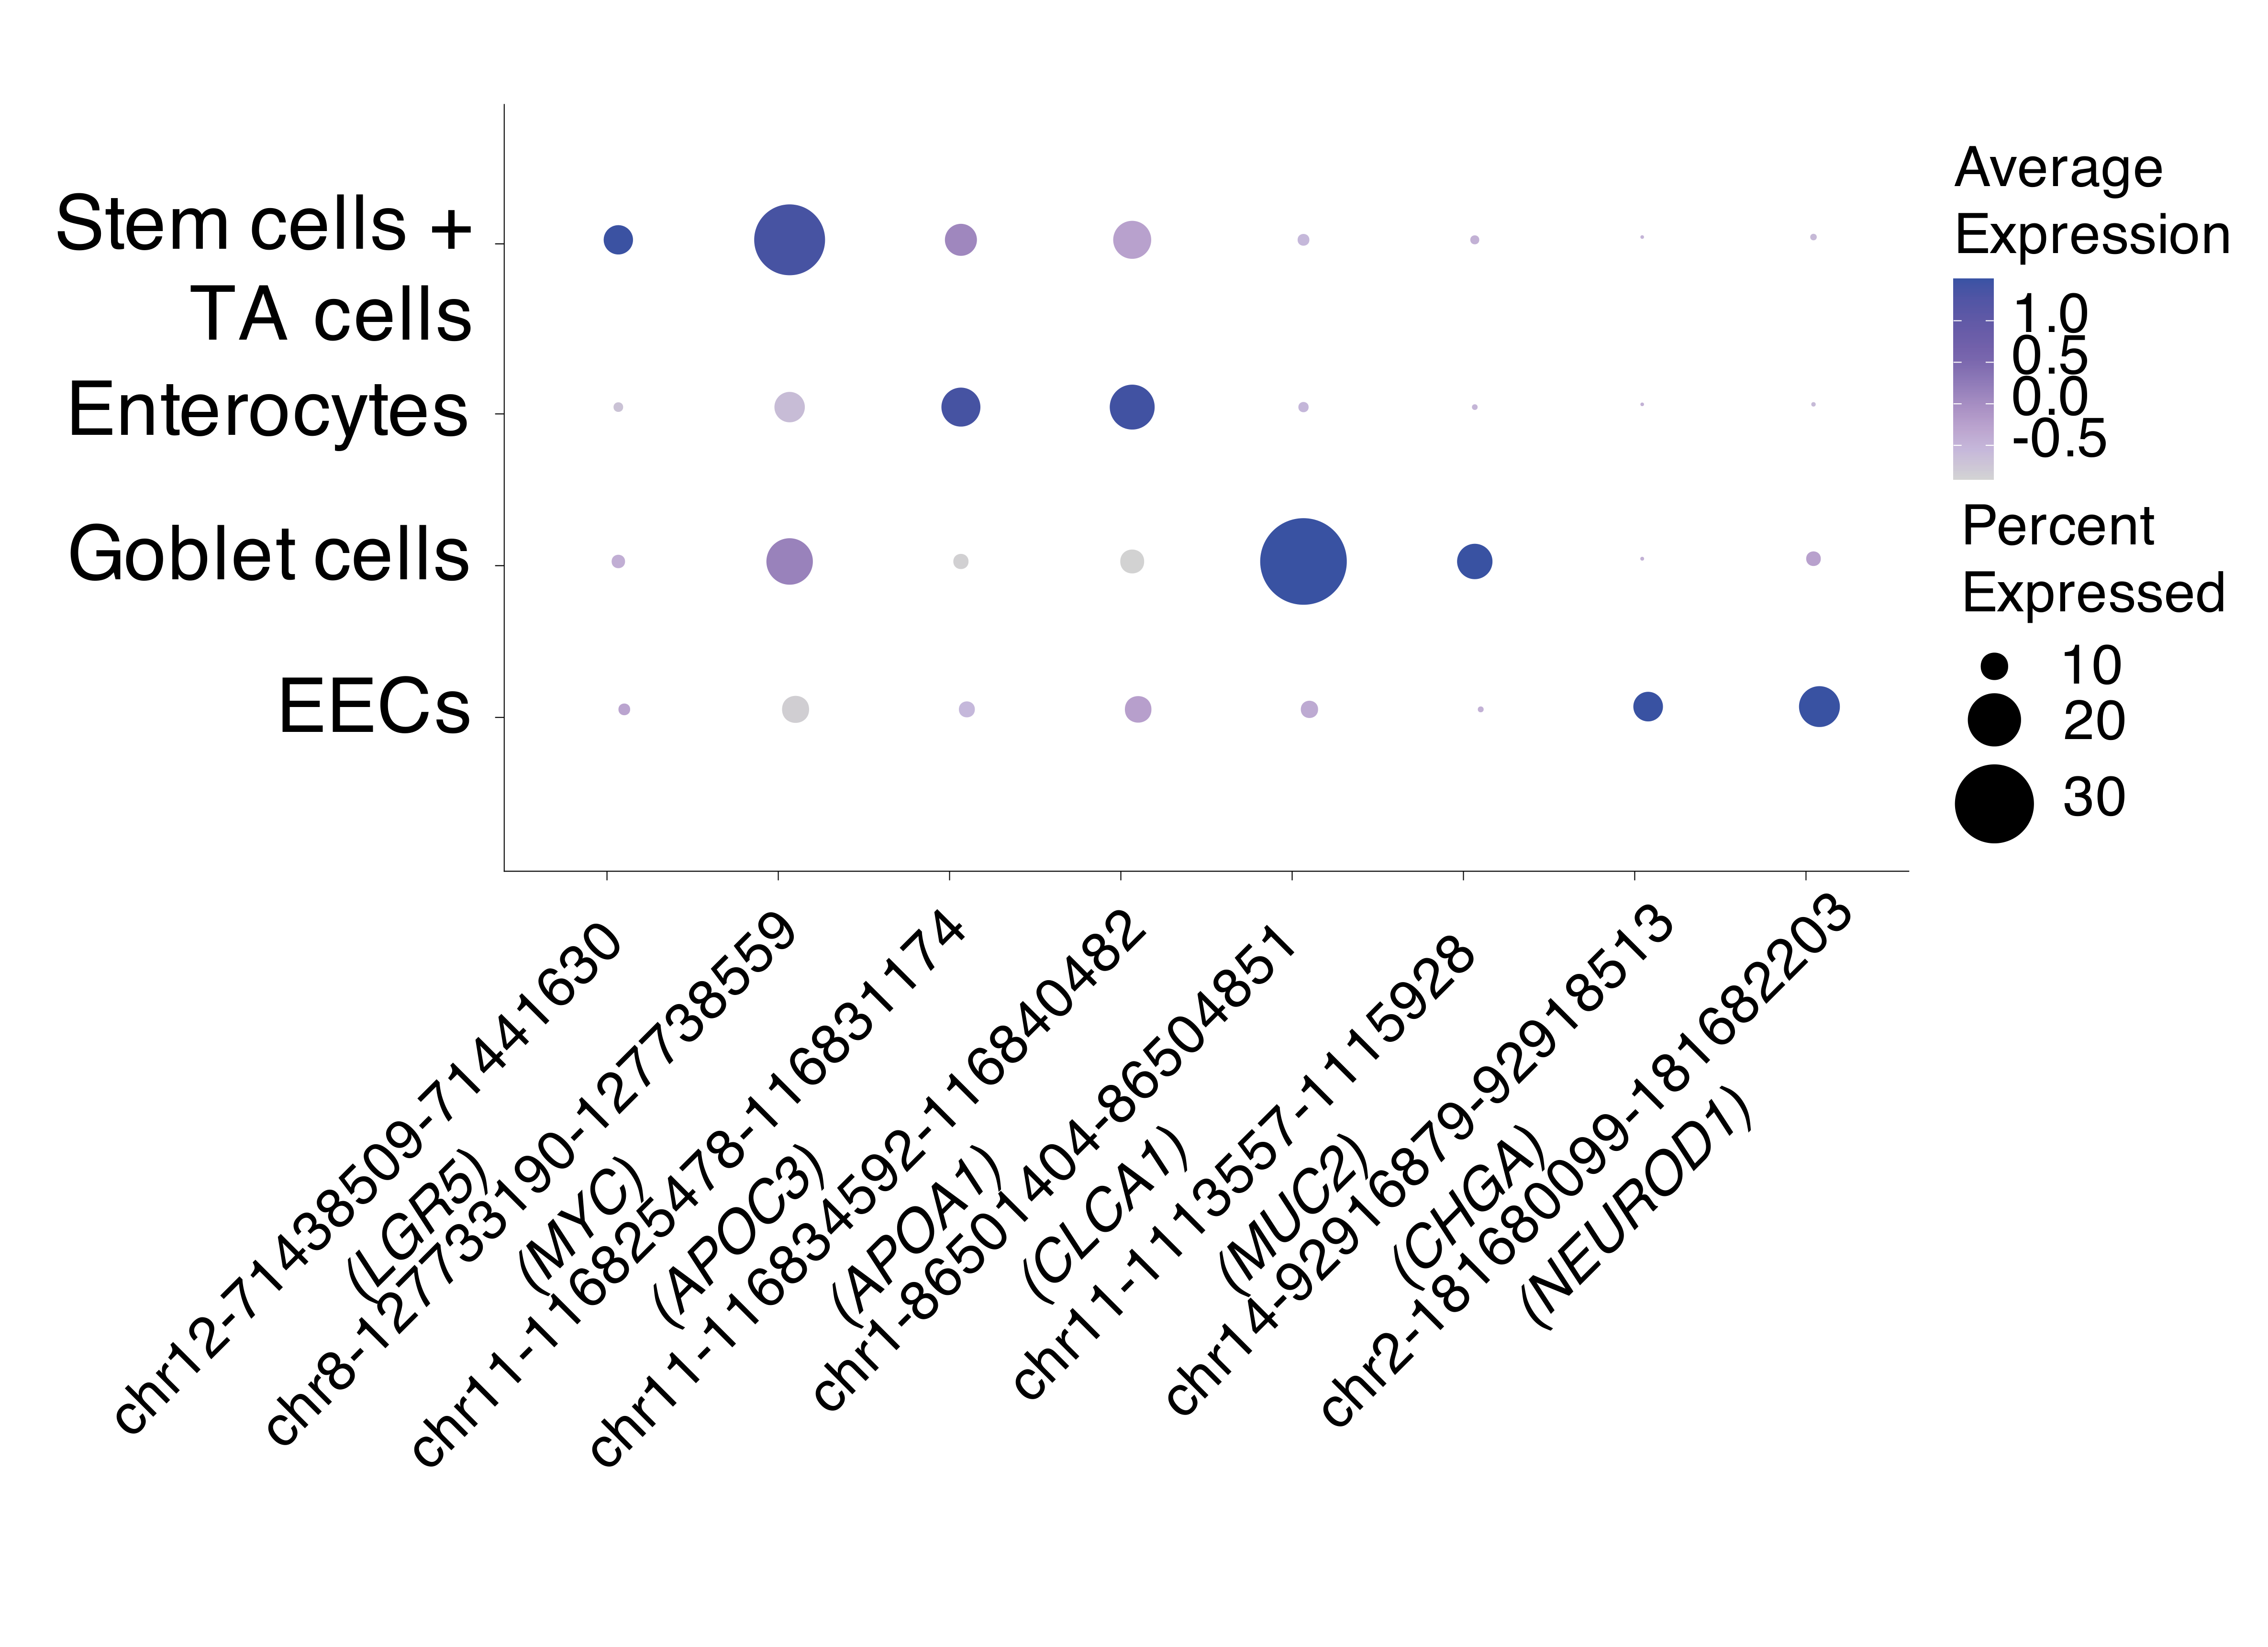 Stem cells +
TA cells
Enterocytes
Goblet cells
EECs
Average
Expression
1.0
0.5
0.0
-0.5
Percent
Expressed
10
20
30
chr12-71438509-71441630
(LGR5)
chr8-127731190-127738559
(MYC)
chr11-116825478-116831174
(APOC3)
chr11-116834592-116840482
(APOA1)
chr1-86501404-86504851
(CLCA1)
chr11-1113557-1115928
(MUC2)
chr14-92916879-92918513
(CHGA)
chr2-181680099-181682203
(NEUROD1)